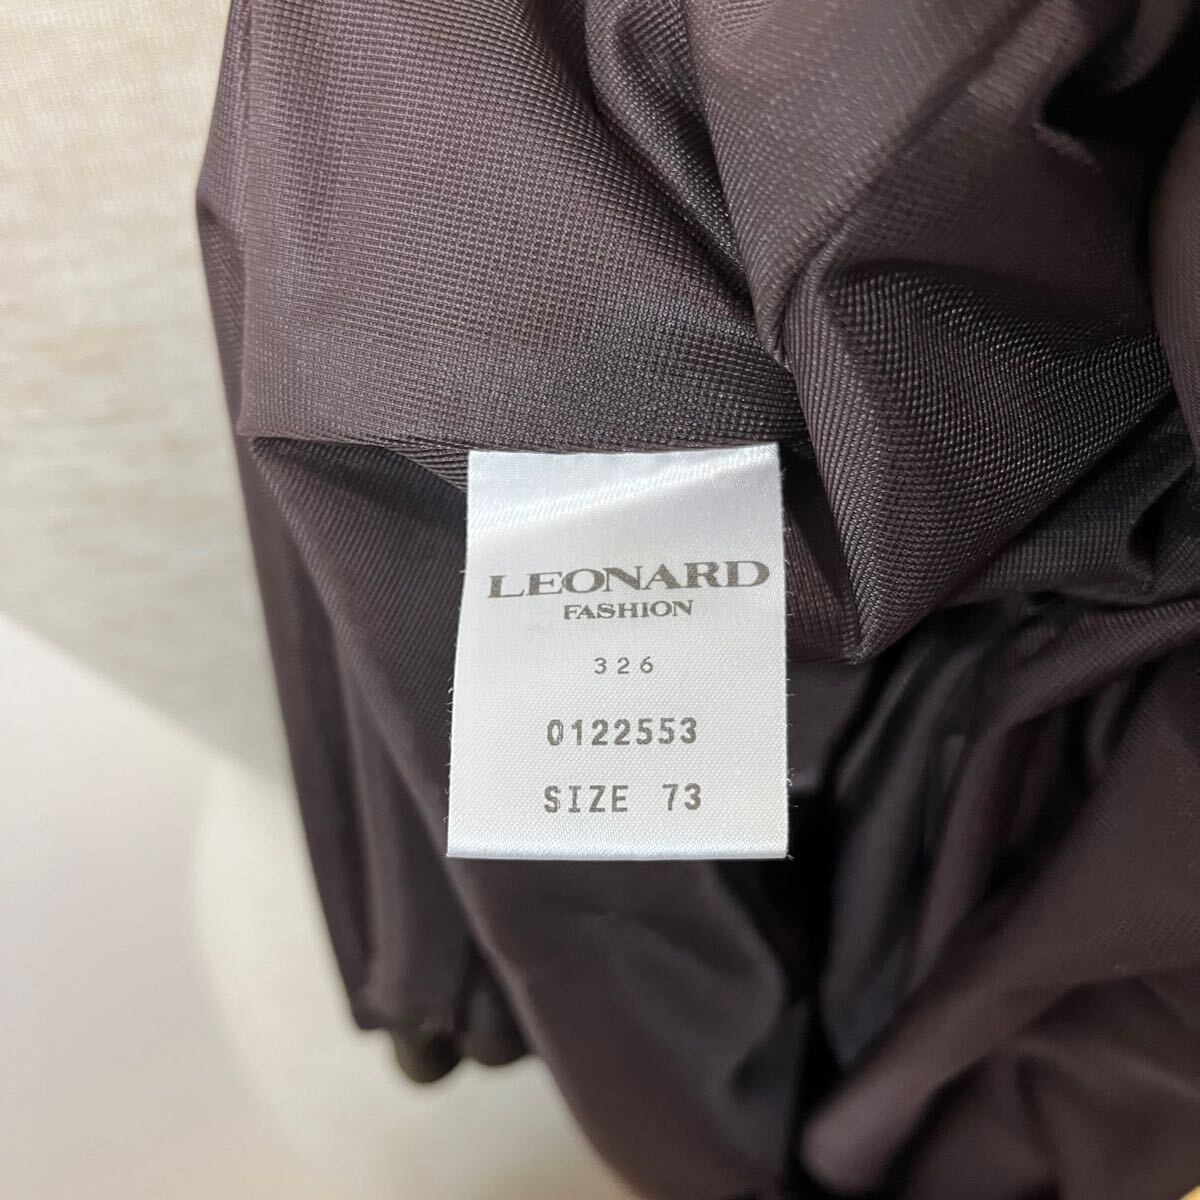 LEONARD
FASHION
326
0122553
SIZE 73